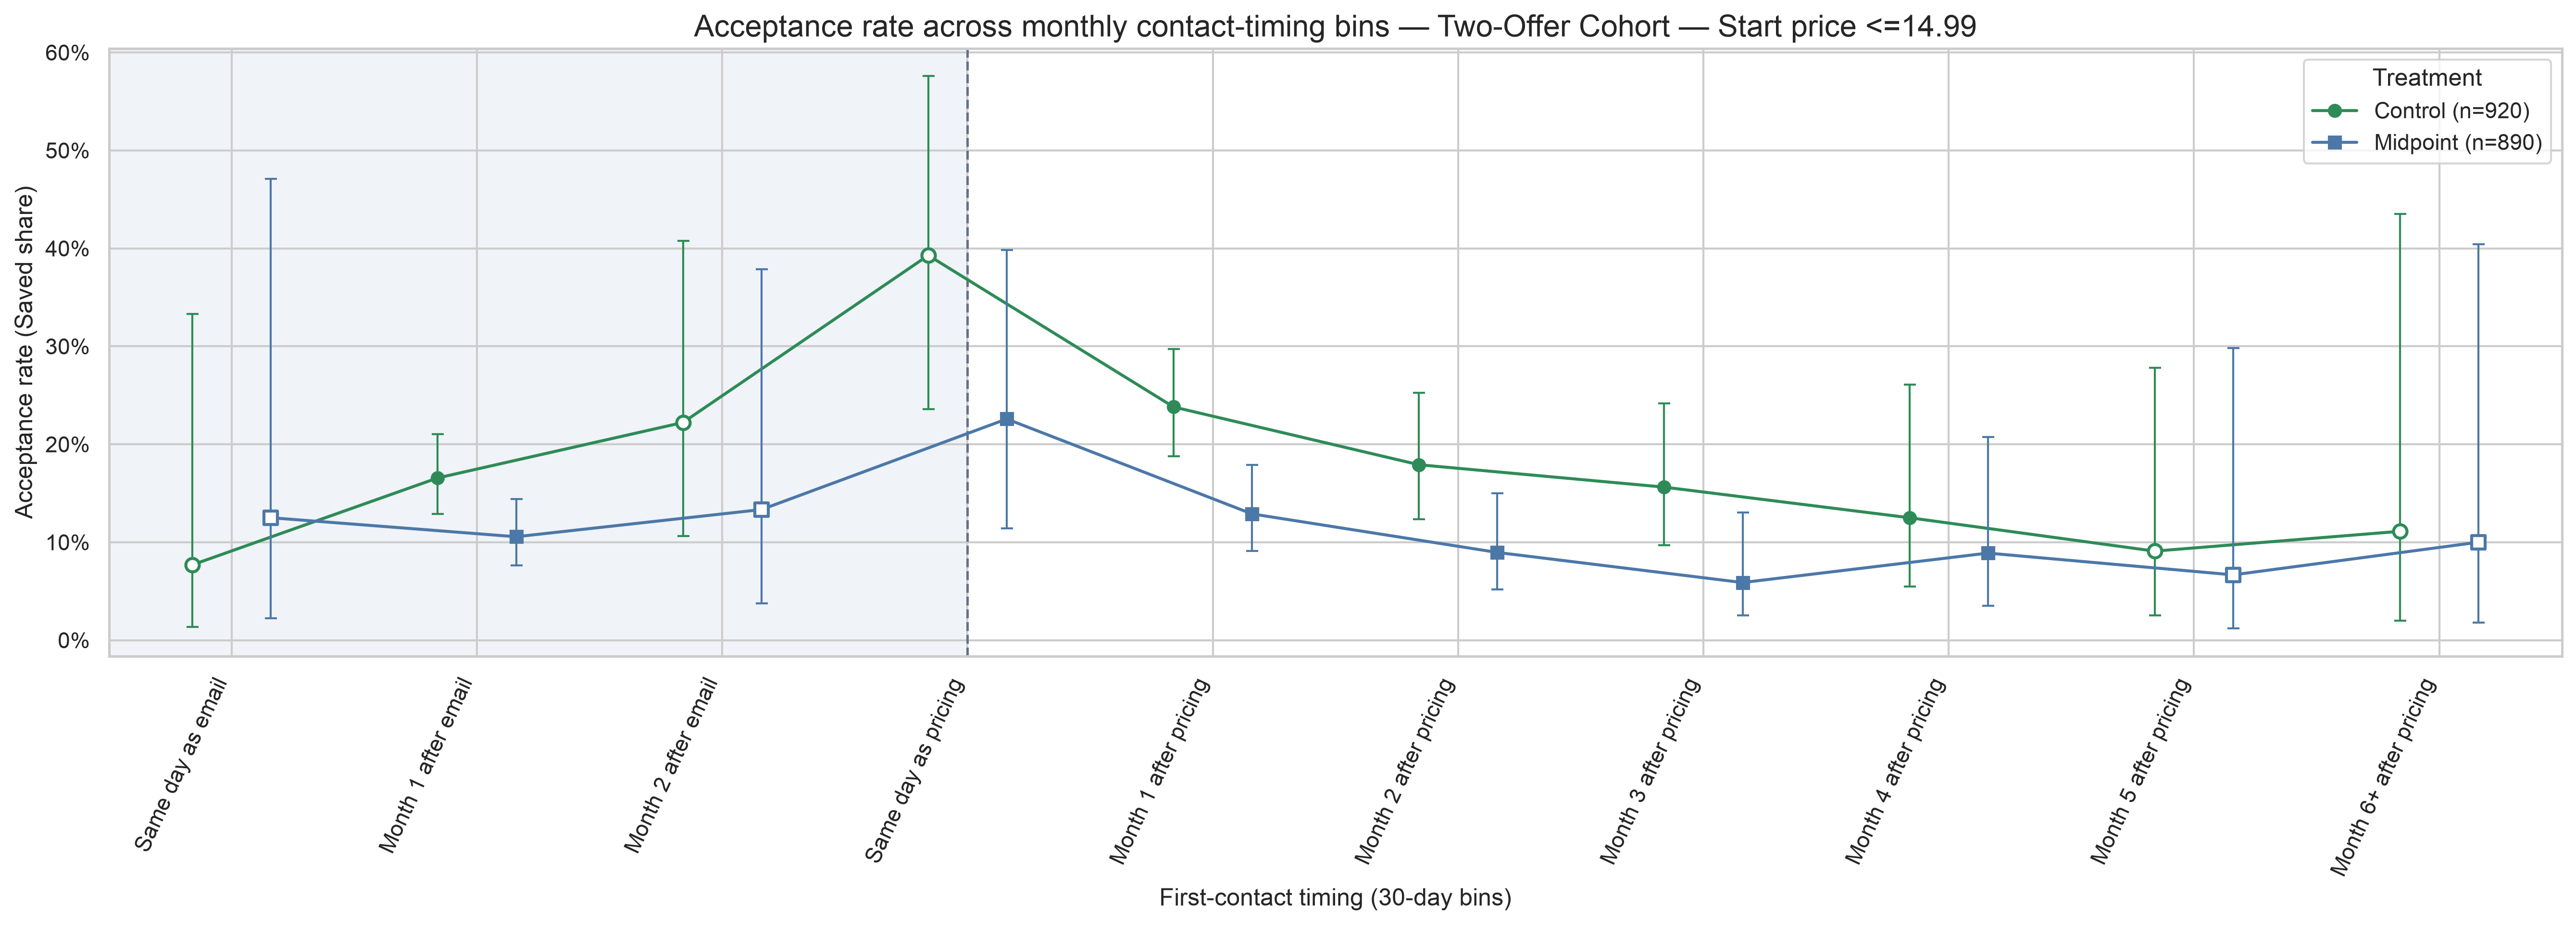 Acceptance rate across monthly contact-timing bins — Two-Offer Cohort — Start price <=14.99
Treatment
Control (n=920)
Midpoint (n=890)
Acceptance rate (Saved share)
60%
50%
40%
30%
20%
10%
0%
Same day as email
Month 1 after email
Month 2 after email
Same day as pricing
Month 1 after pricing
Month 2 after pricing
Month 3 after pricing
Month 4 after pricing
Month 5 after pricing
Month 6+ after pricing
First-contact timing (30-day bins)